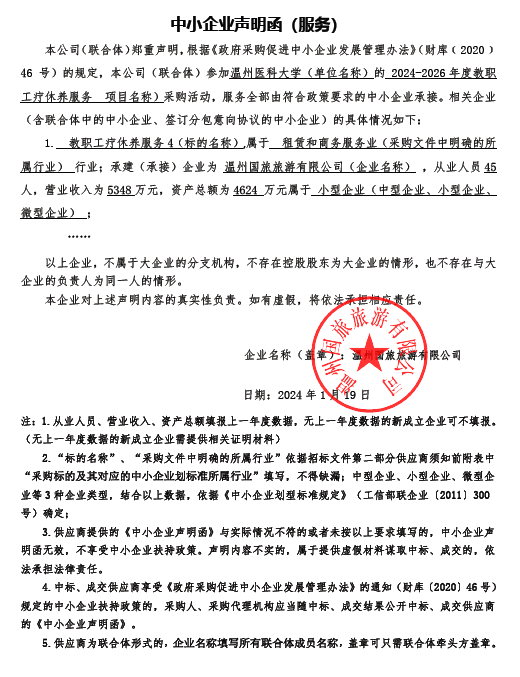 中小企业声明函（服务）
本公司（联合体）郑重声明，根据《政府采购促进中小企业发展管理办法》（财库﹝2020﹞
46 号）的规定，本公司（联合体）参加温州医科大学（单位名称）的 2024-2026 年度教职
工疗休养服务 项目名称）采购活动，服务全部由符合政策要求的中小企业承接。相关企业
（含联合体中的中小企业、签订分包意向协议的中小企业）的具体情况如下：
1. 教职工疗休养服务 4（标的名称）,属于 租赁和商务服务业（采购文件中明确的所
属行业） 行业；承建（承接）企业为 温州国旅旅游有限公司（企业名称） ，从业人员 45
人，营业收入为 5348 万元，资产总额为 4624 万元属于 小型企业（中型企业、小型企业、
微型企业） ；
……
以上企业，不属于大企业的分支机构，不存在控股股东为大企业的情形，也不存在与大
企业的负责人为同一人的情形。
本企业对上述声明内容的真实性负责。如有虚假，将依法承担相应责任。
温州国旅旅游有限公司
企业名称（盖章）：温州国旅旅游有限公司
日期：2024 年 1 月 19 日
注：1.从业人员、营业收入、资产总额填报上一年度数据，无上一年度数据的新成立企业可不填报。
（无上一年度数据的新成立企业需提供相关证明材料）
2.“标的名称”、“采购文件中明确的所属行业”依据招标文件第二部分供应商须知前附表中
“采购标的及其对应的中小企业划标准所属行业”填写，不得缺漏；中型企业、小型企业、微型企
业等 3 种企业类型，结合以上数据，依据《中小企业划型标准规定》（工信部联企业〔2011〕300
号）确定；
3.供应商提供的《中小企业声明函》与实际情况不符的或者未按以上要求填写的，中小企业声
明函无效，不享受中小企业扶持政策。声明内容不实的，属于提供虚假材料谋取中标、成交的，依
法承担法律责任。
4.中标、成交供应商享受《政府采购促进中小企业发展管理办法》的通知（财库〔2020〕46 号）
规定的中小企业扶持政策的，采购人、采购代理机构应当随中标、成交结果公开中标、成交供应商
的《中小企业声明函》。
5.供应商为联合体形式的，企业名称填写所有联合体成员名称，盖章可只需联合体牵头方盖章。